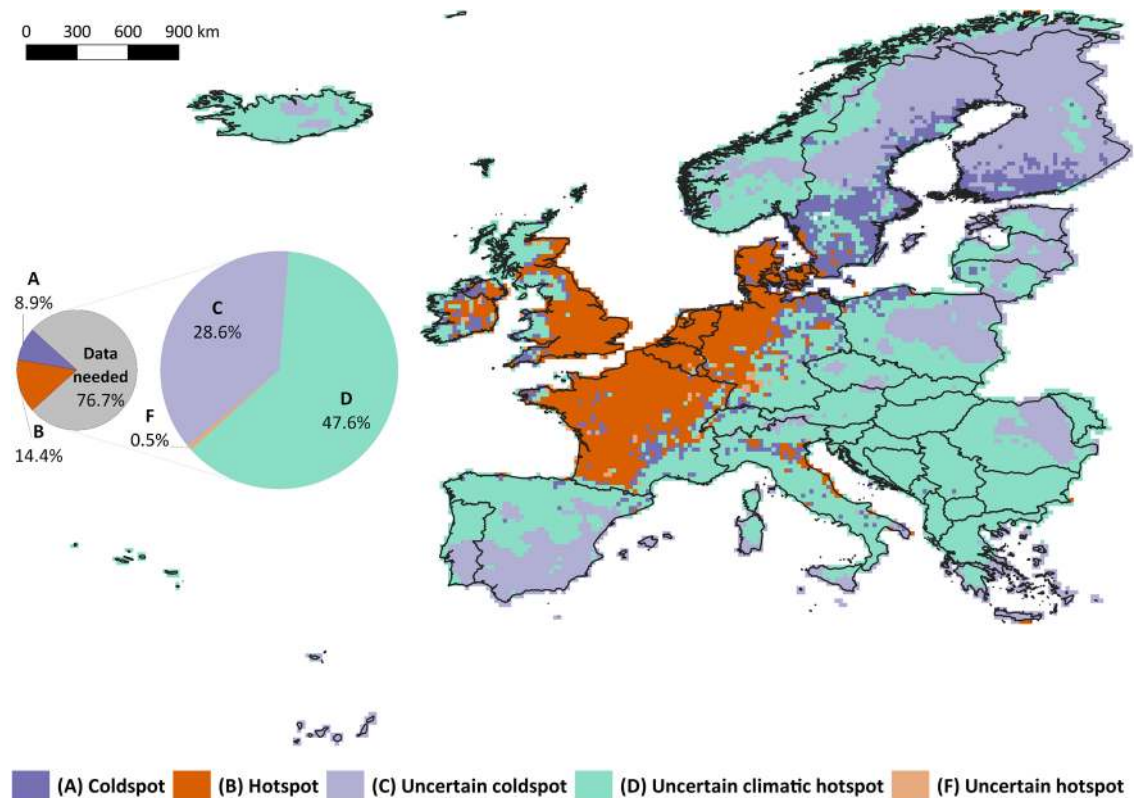 0 300 600 900 km
A
8.9%
Data
needed
76.7%
B
14.4%
C
28.6%
F
0.5%
D
47.6%
(A) Coldspot (B) Hotspot (C) Uncertain coldspot (D) Uncertain climatic hotspot (F) Uncertain hotspot